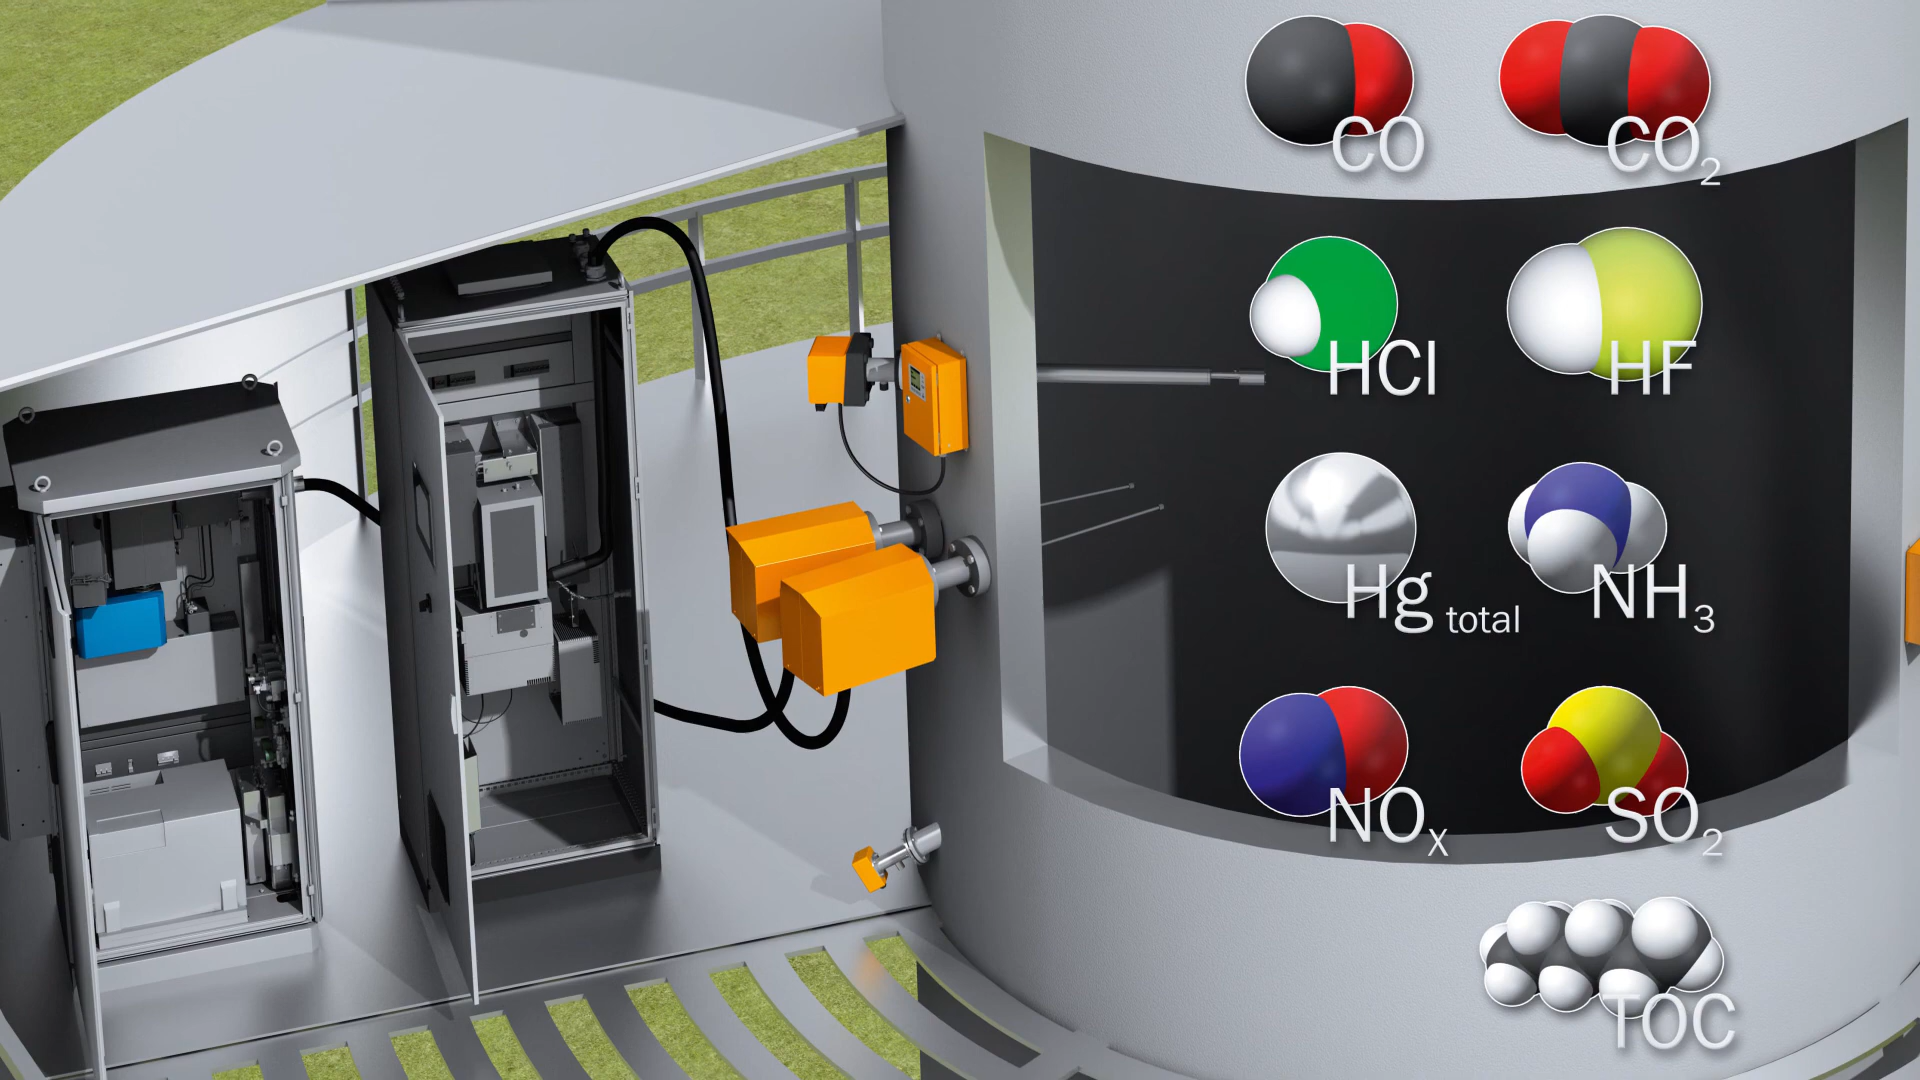 CO CO₂
HCl HF
Hg total NH₃
NOₓ SO₂
TOC